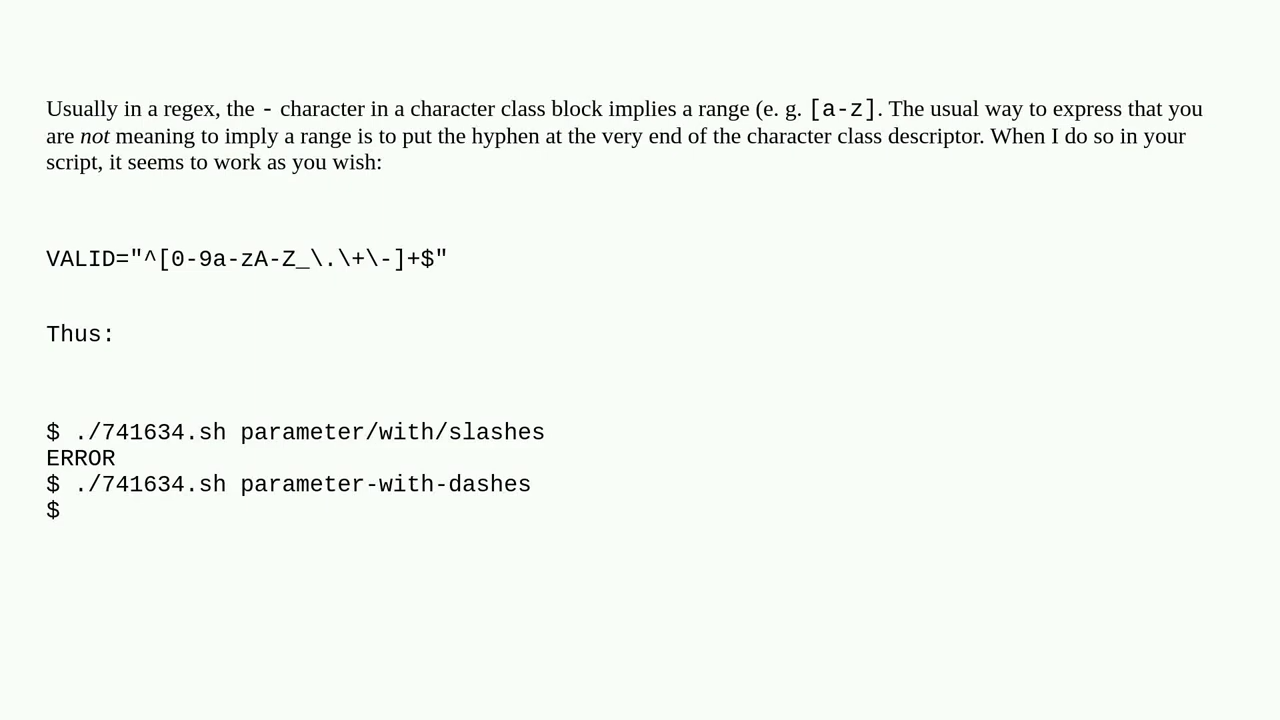 Usually in a regex, the - character in a character class block implies a range (e. g. [a-z]. The usual way to express that you
are not meaning to imply a range is to put the hyphen at the very end of the character class descriptor. When I do so in your
script, it seems to work as you wish:
VALID="^[0-9a-zA-Z_\.\+\-]+$"
Thus:
$ ./741634.sh parameter/with/slashes
ERROR
$ ./741634.sh parameter-with-dashes
$